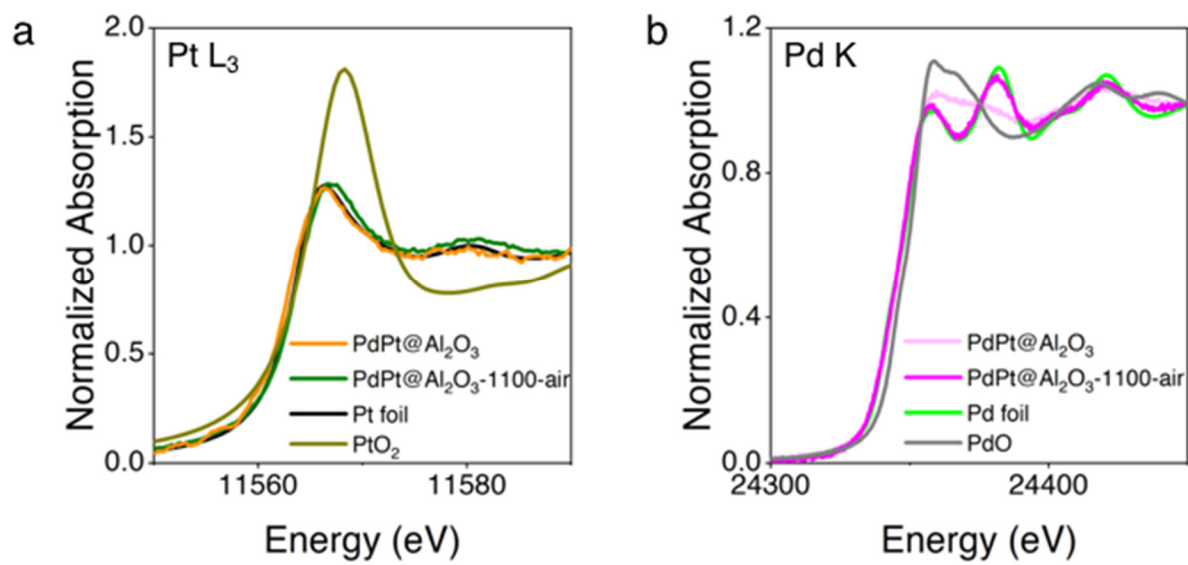 a
Pt L₃
Normalized Absorption
2.0
1.5
1.0
0.5
0.0
PdPt@Al₂O₃
PdPt@Al₂O₃-1100-air
Pt foil
PtO₂
11560
11580
Energy (eV)
b
Pd K
Normalized Absorption
1.2
0.8
0.4
0.0
PdPt@Al₂O₃
PdPt@Al₂O₃-1100-air
Pd foil
PdO
24300
24400
Energy (eV)